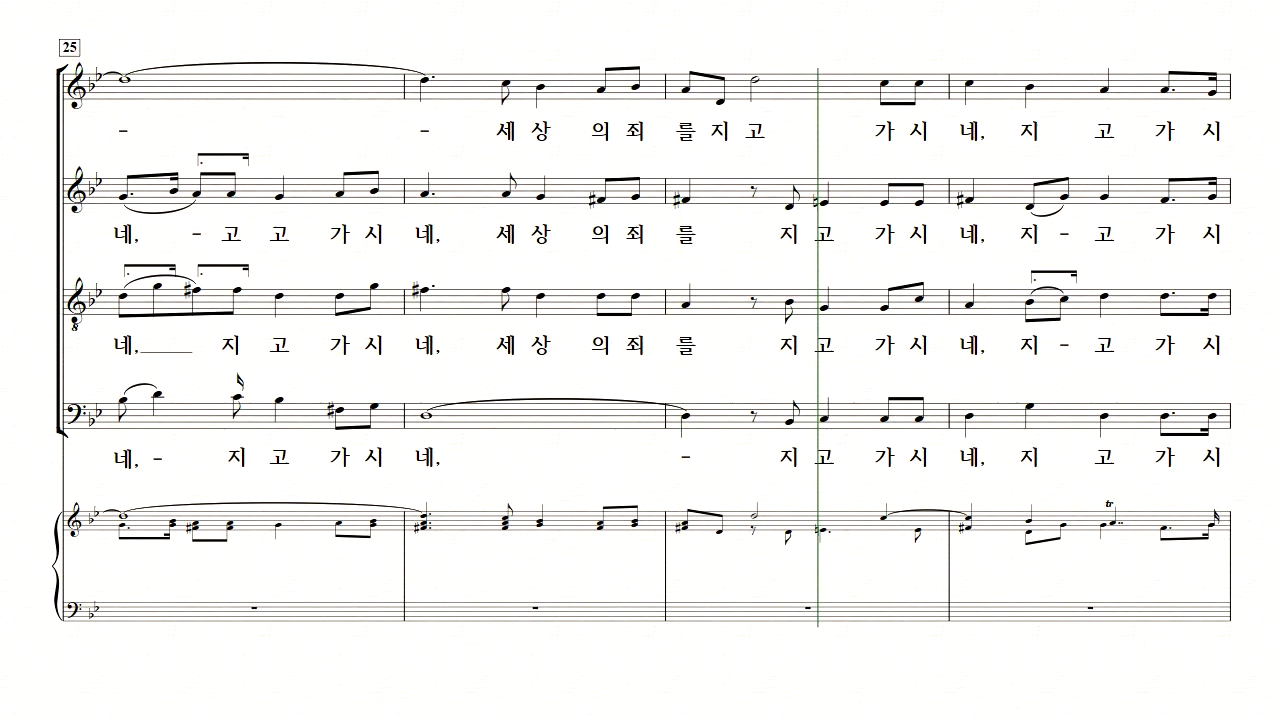 25
- - 세 상 의 죄 를 지 고 가 시 네, 지 고 가 시
네, - 고 고 가 시 네, 세 상 의 죄 를 지 고 가 시 네, 지 - 고 가 시
네,____ 지 고 가 시 네, 세 상 의 죄 를 지 고 가 시 네, 지 - 고 가 시
8
네, - 지 고 가 시 네, - 지 고 가 시 네, 지 고 가 시
tr